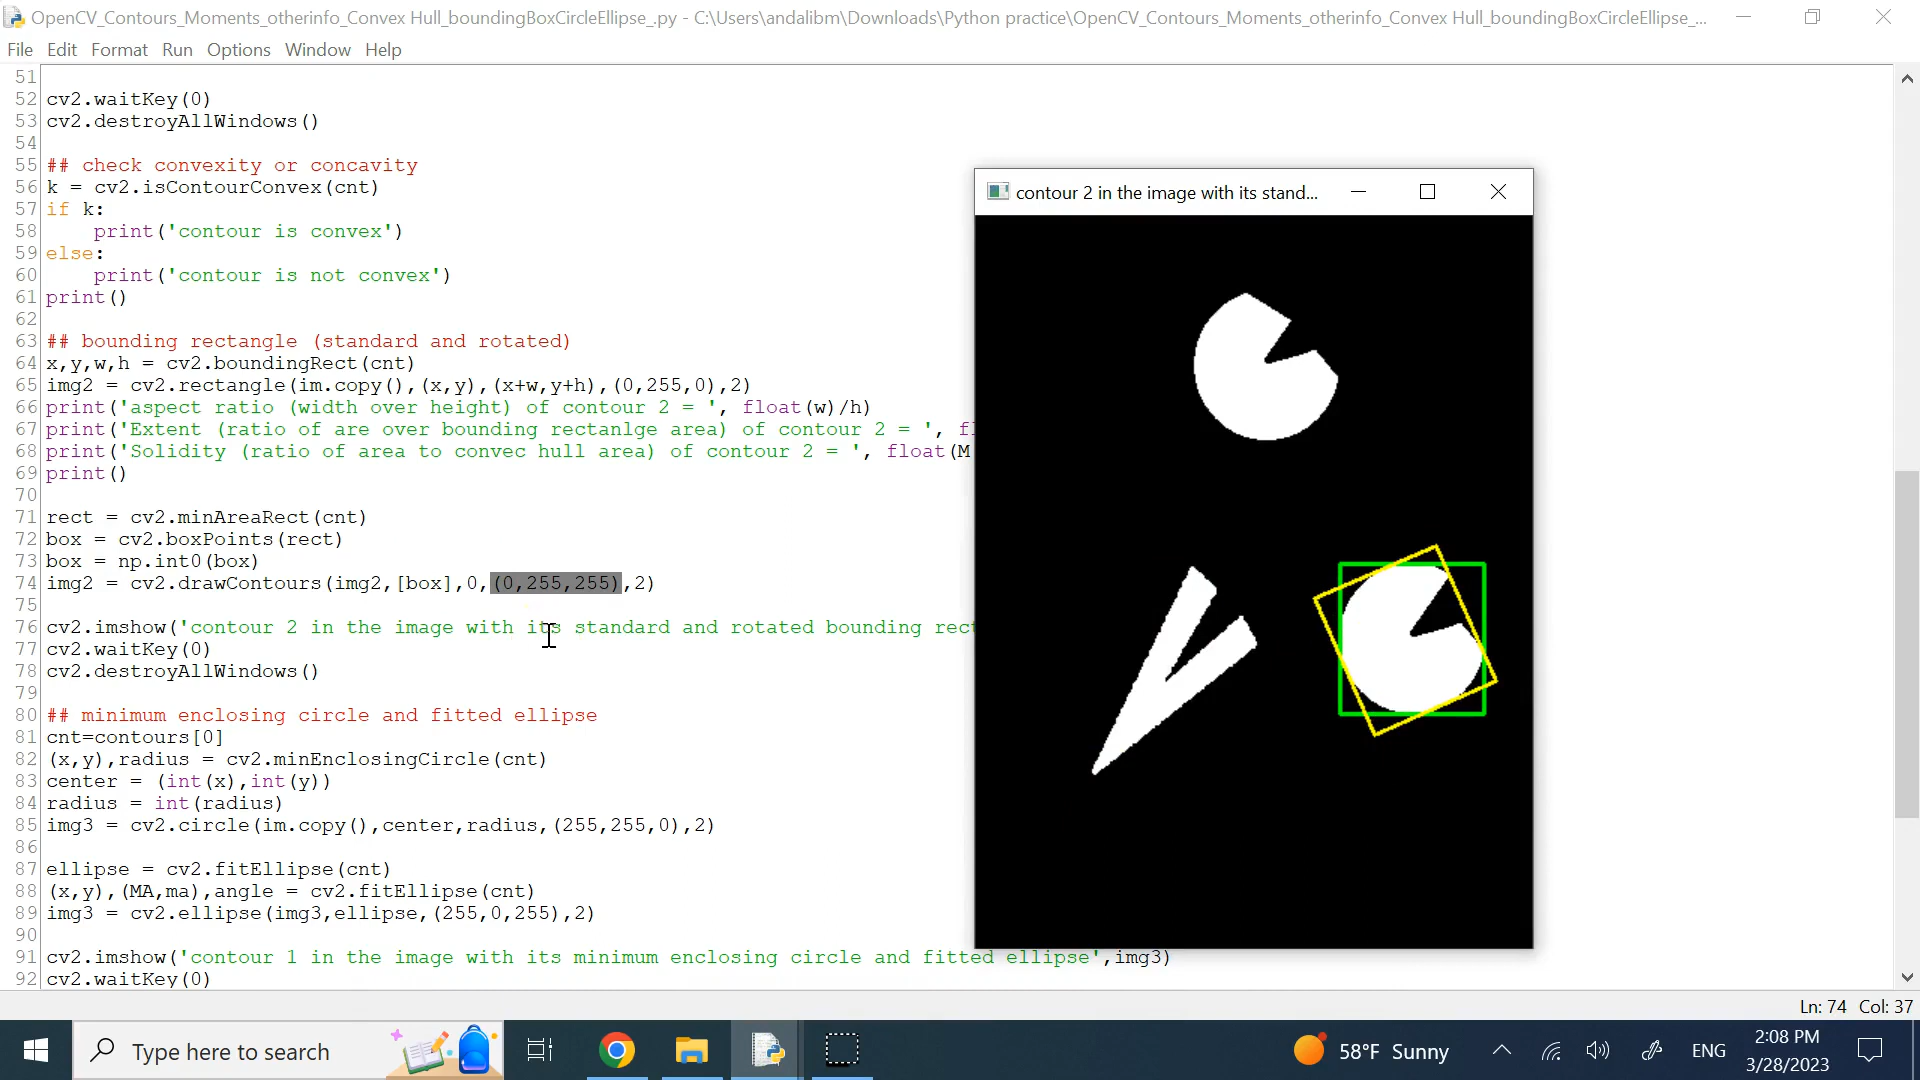 OpenCV_Contours_Moments_otherinfo_Convex Hull_boundingBoxCircleEllipse_.py - C:\Users\andalibm\Downloads\Python practice\OpenCV_Contours_Moments_otherinfo_Convex Hull_boundingBoxCircleEllipse_...
File Edit Format Run Options Window Help
51
52 cv2.waitKey(0)
53 cv2.destroyAllWindows()
54
55 ## check convexity or concavity
56 k = cv2.isContourConvex(cnt)
57 if k:
58     print('contour is convex')
59 else:
60     print('contour is not convex')
61 print()
62
63 ## bounding rectangle (standard and rotated)
64 x,y,w,h = cv2.boundingRect(cnt)
65 img2 = cv2.rectangle(im.copy(),(x,y),(x+w,y+h),(0,255,0),2)
66 print('aspect ratio (width over height) of contour 2 = ', float(w)/h)
67 print('Extent (ratio of are over bounding rectanlge area) of contour 2 = ', fl
68 print('Solidity (ratio of area to convec hull area) of contour 2 = ', float(M
69 print()
70
71 rect = cv2.minAreaRect(cnt)
72 box = cv2.boxPoints(rect)
73 box = np.int0(box)
74 img2 = cv2.drawContours(img2,[box],0,(0,255,255),2)
75
76 cv2.imshow('contour 2 in the image with its standard and rotated bounding rect
77 cv2.waitKey(0)
78 cv2.destroyAllWindows()
79
80 ## minimum enclosing circle and fitted ellipse
81 cnt=contours[0]
82 (x,y),radius = cv2.minEnclosingCircle(cnt)
83 center = (int(x),int(y))
84 radius = int(radius)
85 img3 = cv2.circle(im.copy(),center,radius,(255,255,0),2)
86
87 ellipse = cv2.fitEllipse(cnt)
88 (x,y),(MA,ma),angle = cv2.fitEllipse(cnt)
89 img3 = cv2.ellipse(img3,ellipse,(255,0,255),2)
90
91 cv2.imshow('contour 1 in the image with its minimum enclosing circle and fitted ellipse',img3)
92 cv2.waitKey(0)
contour 2 in the image with its stand...
Ln: 74 Col: 37
Type here to search
58°F Sunny
ENG
2:08 PM
3/28/2023